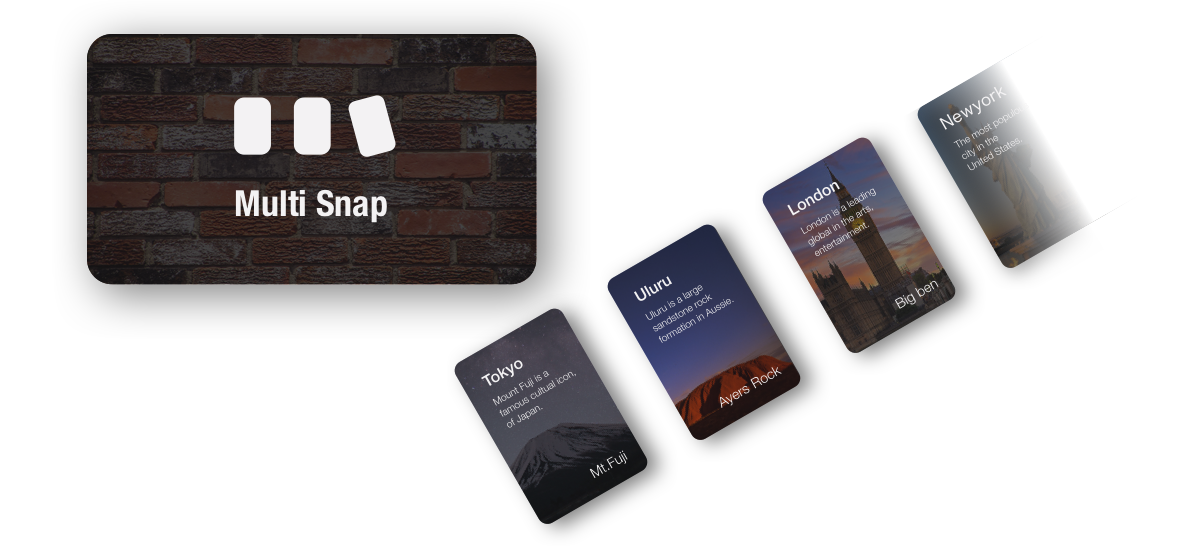 Multi Snap
Tokyo
Mount Fuji is a
famous cultual icon,
of Japan.
Mt.Fuji
Uluru
Uluru is a large
sandstone rock
formation in Aussie.
Ayers Rock
London
London is a leading
global in the arts,
entertainment.
Big ben
Newyork
The most
city in the
United States.